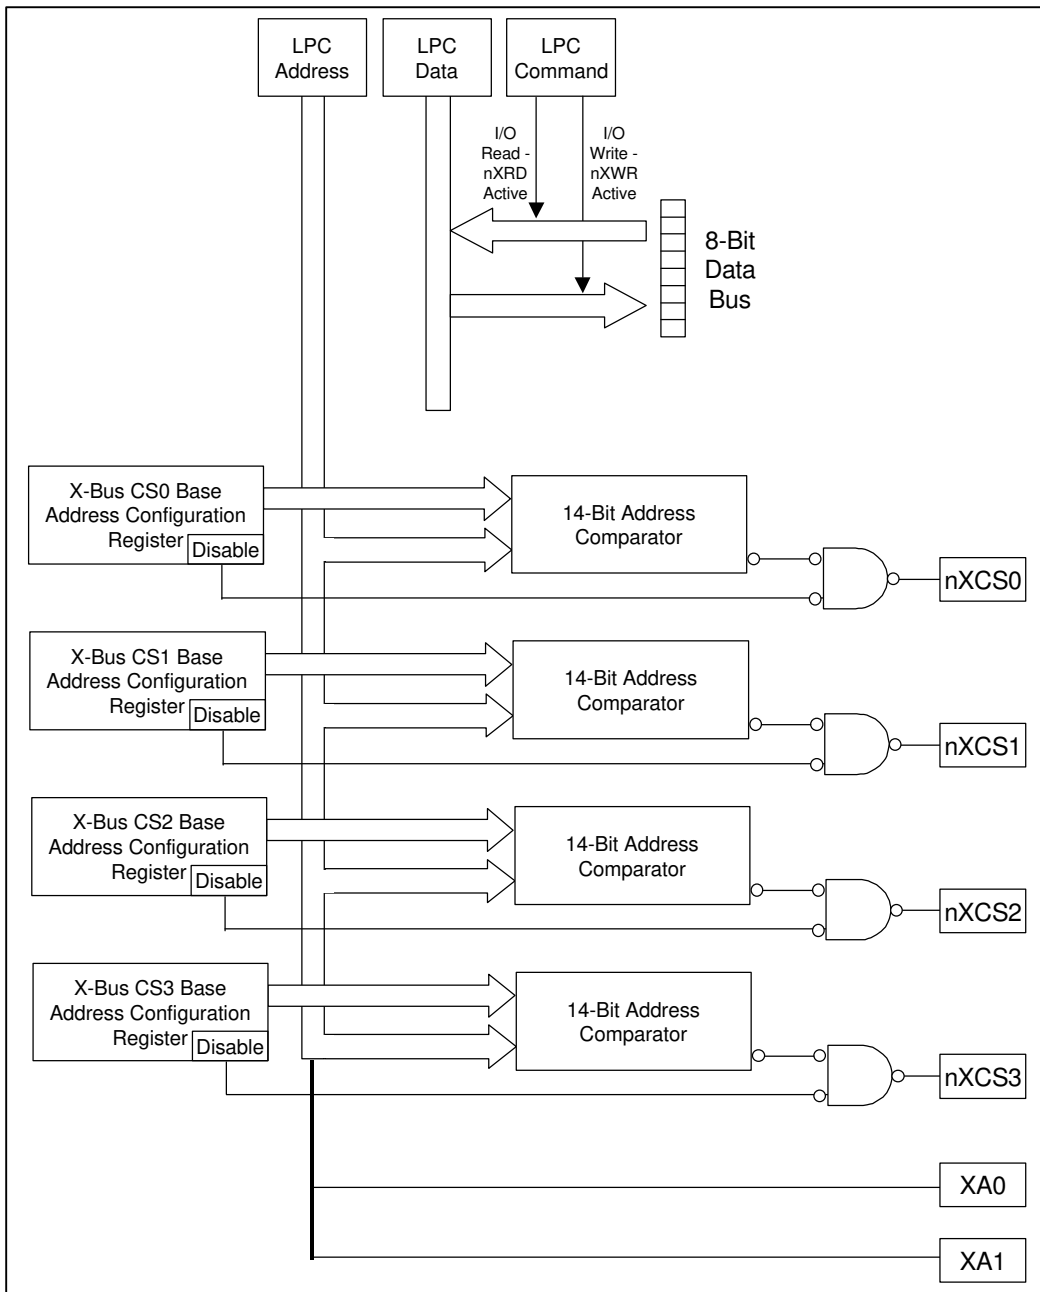 LPC
Address
LPC
Data
LPC
Command
I/O
Read -
nXRD
Active
I/O
Write -
nXWR
Active
8-Bit
Data
Bus
X-Bus CS0 Base
Address Configuration
Register
Disable
14-Bit Address
Comparator
nXCS0
X-Bus CS1 Base
Address Configuration
Register
Disable
14-Bit Address
Comparator
nXCS1
X-Bus CS2 Base
Address Configuration
Register
Disable
14-Bit Address
Comparator
nXCS2
X-Bus CS3 Base
Address Configuration
Register
Disable
14-Bit Address
Comparator
nXCS3
XA0
XA1